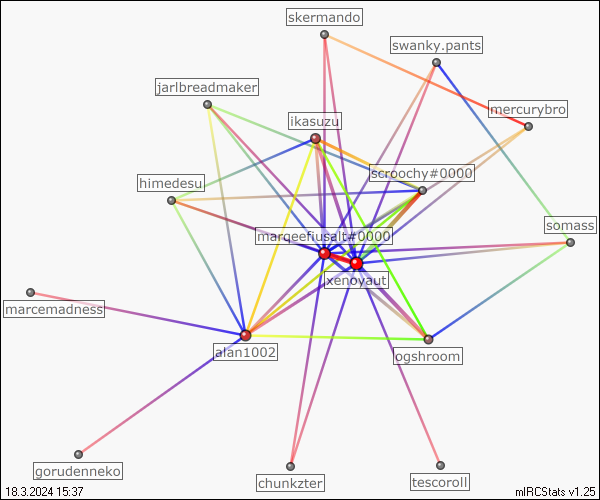 skermando
swanky.pants
jarlbreadmaker
mercurybro
ikasuzu
scroochy#0000
himedesu
somass
marqeefiusalt#0000
xenoyaut
marcemadness
alan1002
ogshroom
gorudenneko
chunkzter
tescoroll
18.3.2024 15:37
mIRCStats v1.25